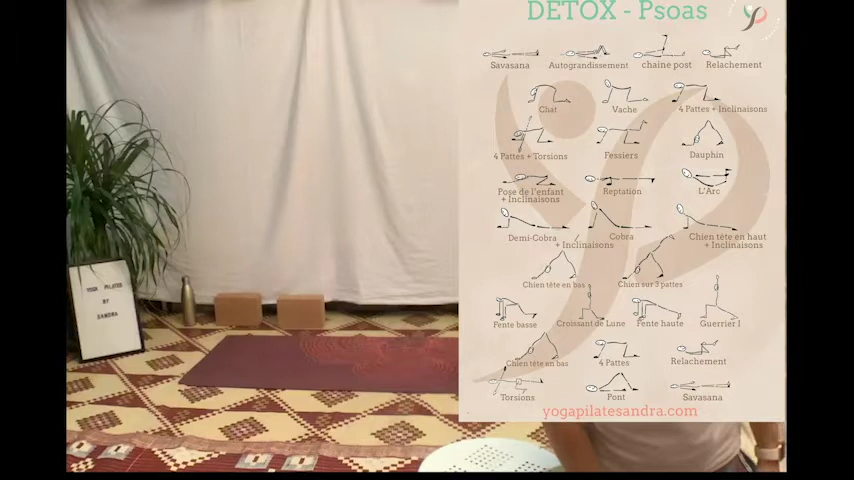 DETOX - Psoas
Savasana
Autograndissement
chaine post
Relachement
Chat
Vache
4 Pattes + Inclinaisons
4 Pattes + Torsions
Fessiers
Dauphin
Pose de l'enfant
+ Inclinaisons
Reptation
L'Arc
Demi-Cobra
+ Inclinaisons
Cobra
Chien tête en haut
+ Inclinaisons
Chien tête en bas
Chien sur 3 pattes
Fente basse
Croissant de Lune
Fente haute
Guerrier I
Chien tête en bas
4 Pattes
Relachement
Torsions
Pont
Savasana
yogapilatesandra.com
YOGA PILATES
BY
SANDRA